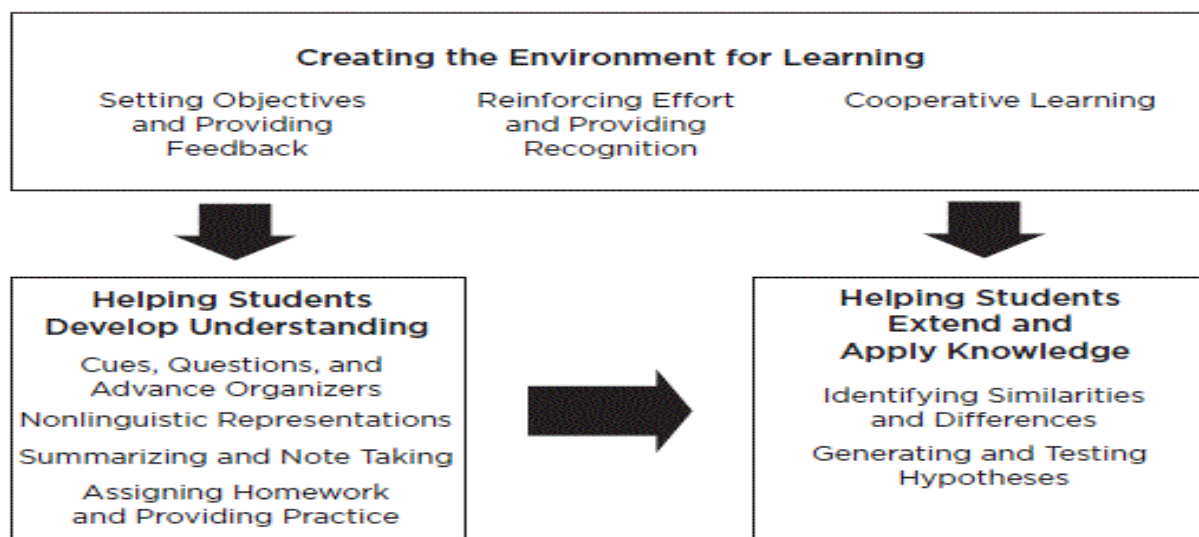 Creating the Environment for Learning
Setting Objectives
and Providing
Feedback
Reinforcing Effort
and Providing
Recognition
Cooperative Learning
Helping Students
Develop Understanding
Cues, Questions, and
Advance Organizers
Nonlinguistic Representations
Summarizing and Note Taking
Assigning Homework
and Providing Practice
Helping Students
Extend and
Apply Knowledge
Identifying Similarities
and Differences
Generating and Testing
Hypotheses